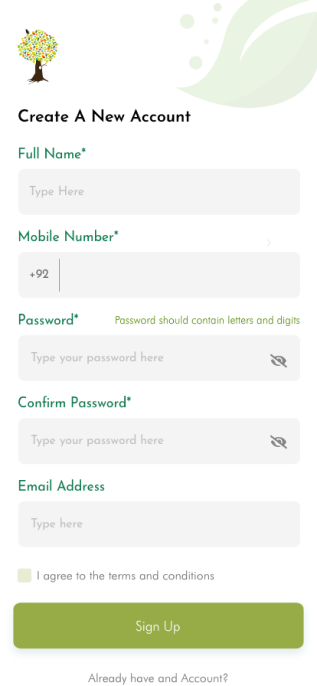 Create A New Account
Full Name*
Type Here
Mobile Number*
+92
Password* Password should contain letters and digits
Type your password here
Confirm Password*
Type your password here
Email Address
Type here
I agree to the terms and conditions
Sign Up
Already have and Account?